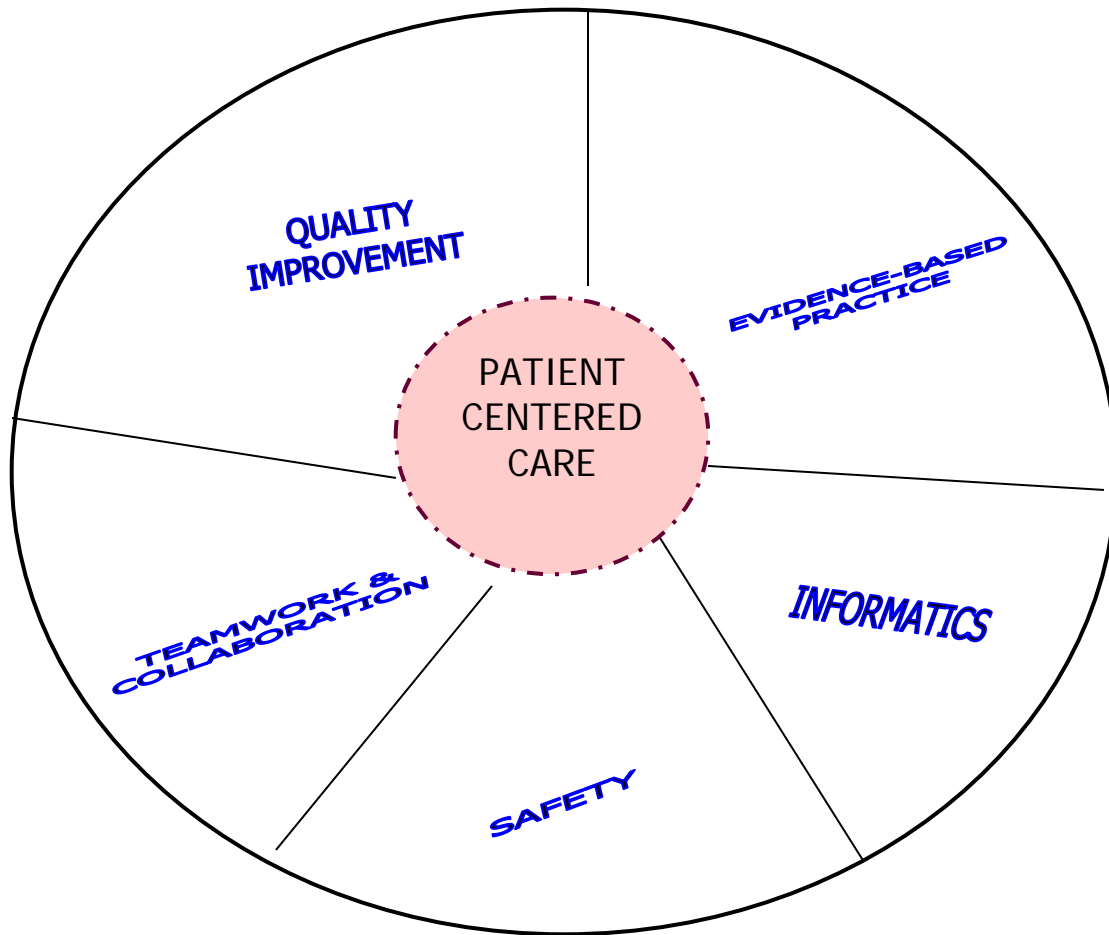 QUALITY
IMPROVEMENT
EVIDENCE-BASED
PRACTICE
PATIENT
CENTERED
CARE
TEAMWORK &
COLLABORATION
INFORMATICS
SAFETY